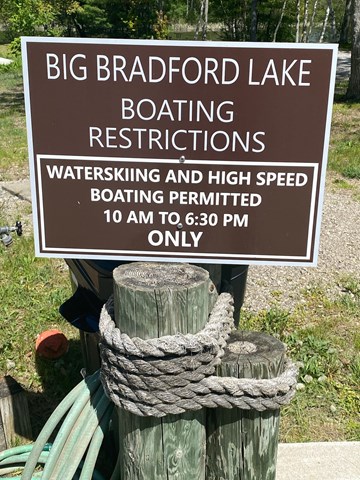 BIG BRADFORD LAKE
BOATING
RESTRICTIONS
WATERSKIING AND HIGH SPEED
BOATING PERMITTED
10 AM TO 6:30 PM
ONLY